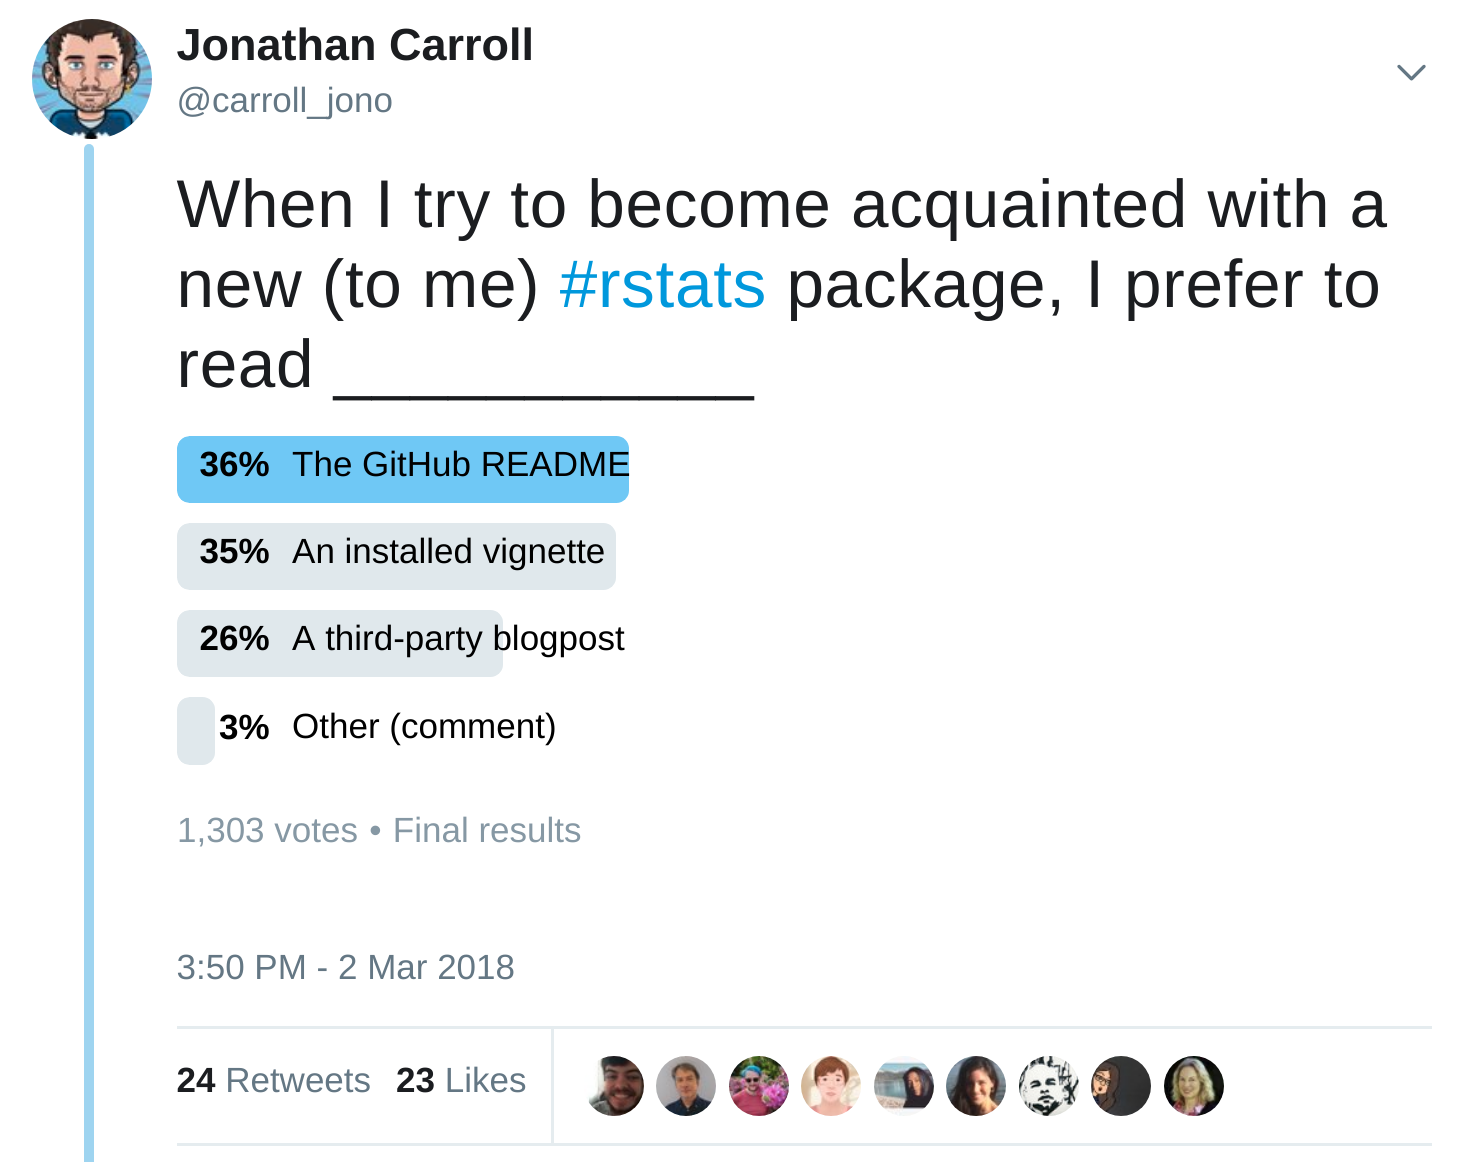 Jonathan Carroll
@carroll_jono
When I try to become acquainted with a
new (to me) #rstats package, I prefer to
read ___________
36% The GitHub README
35% An installed vignette
26% A third-party blogpost
3% Other (comment)
1,303 votes • Final results
3:50 PM - 2 Mar 2018
24 Retweets 23 Likes